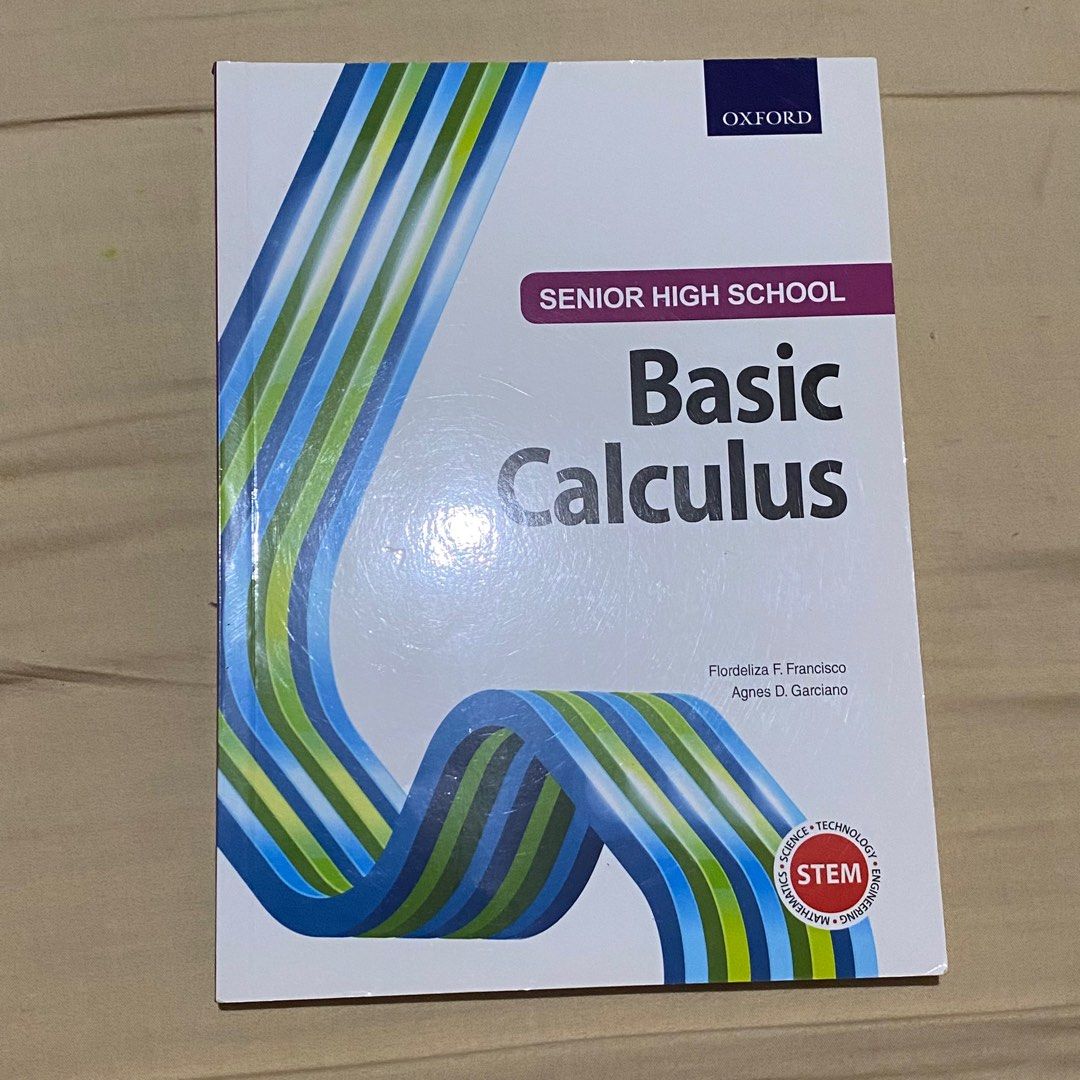 OXFORD
SENIOR HIGH SCHOOL
Basic
Calculus
Flordeliza F. Francisco
Agnes D. Garciano
SCIENCE • TECHNOLOGY • ENGINEERING • MATHEMATICS •
STEM